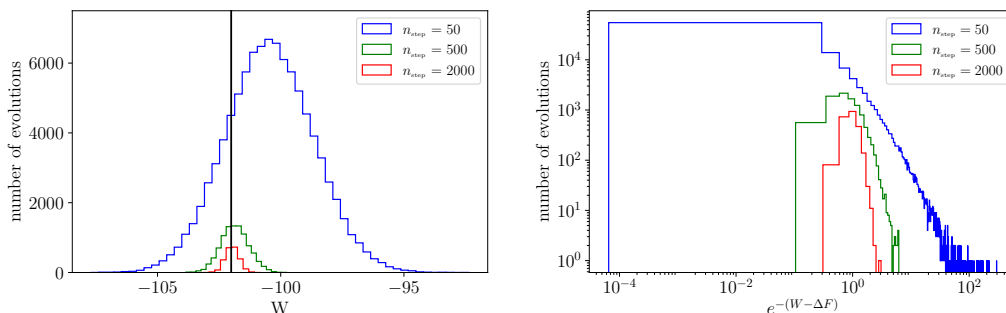 number of evolutions
6000
4000
2000
0
−105
−100
−95
W
n_step = 50
n_step = 500
n_step = 2000
number of evolutions
10^4
10^3
10^2
10^1
10^0
10^−4
10^−2
10^0
10^2
e^−(W−ΔF)
n_step = 50
n_step = 500
n_step = 2000